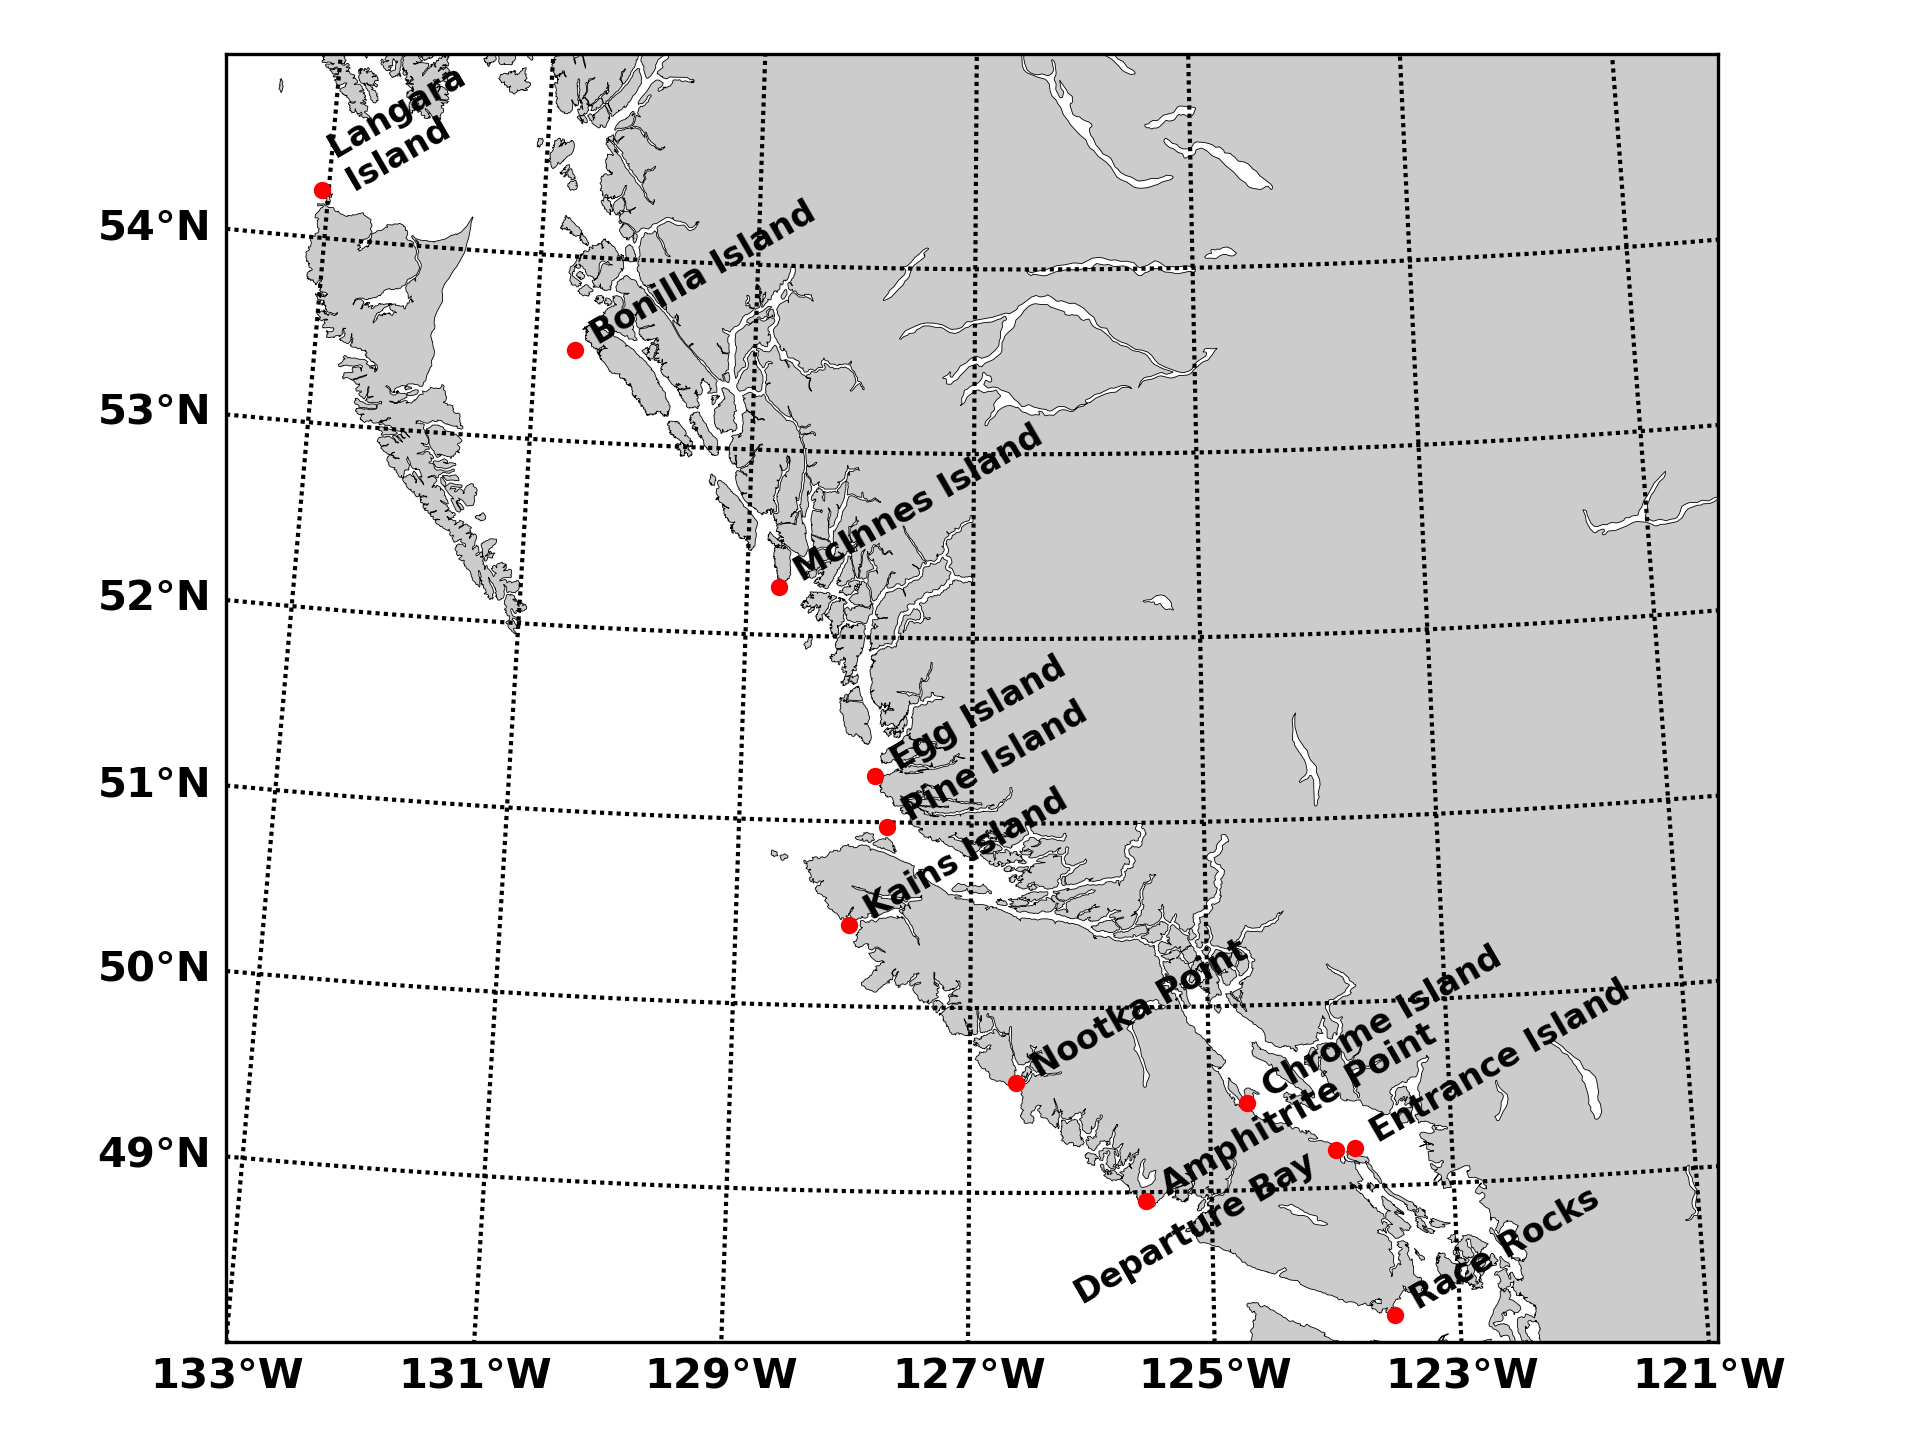 Langara
Island
54°N
Bonilla Island
53°N
McInnes Island
52°N
Egg Island
Pine Island
51°N
Kains Island
50°N
Nootka Point
Chrome Island
Amphitrite Point
Entrance Island
49°N
Departure Bay
Race Rocks
133°W 131°W 129°W 127°W 125°W 123°W 121°W